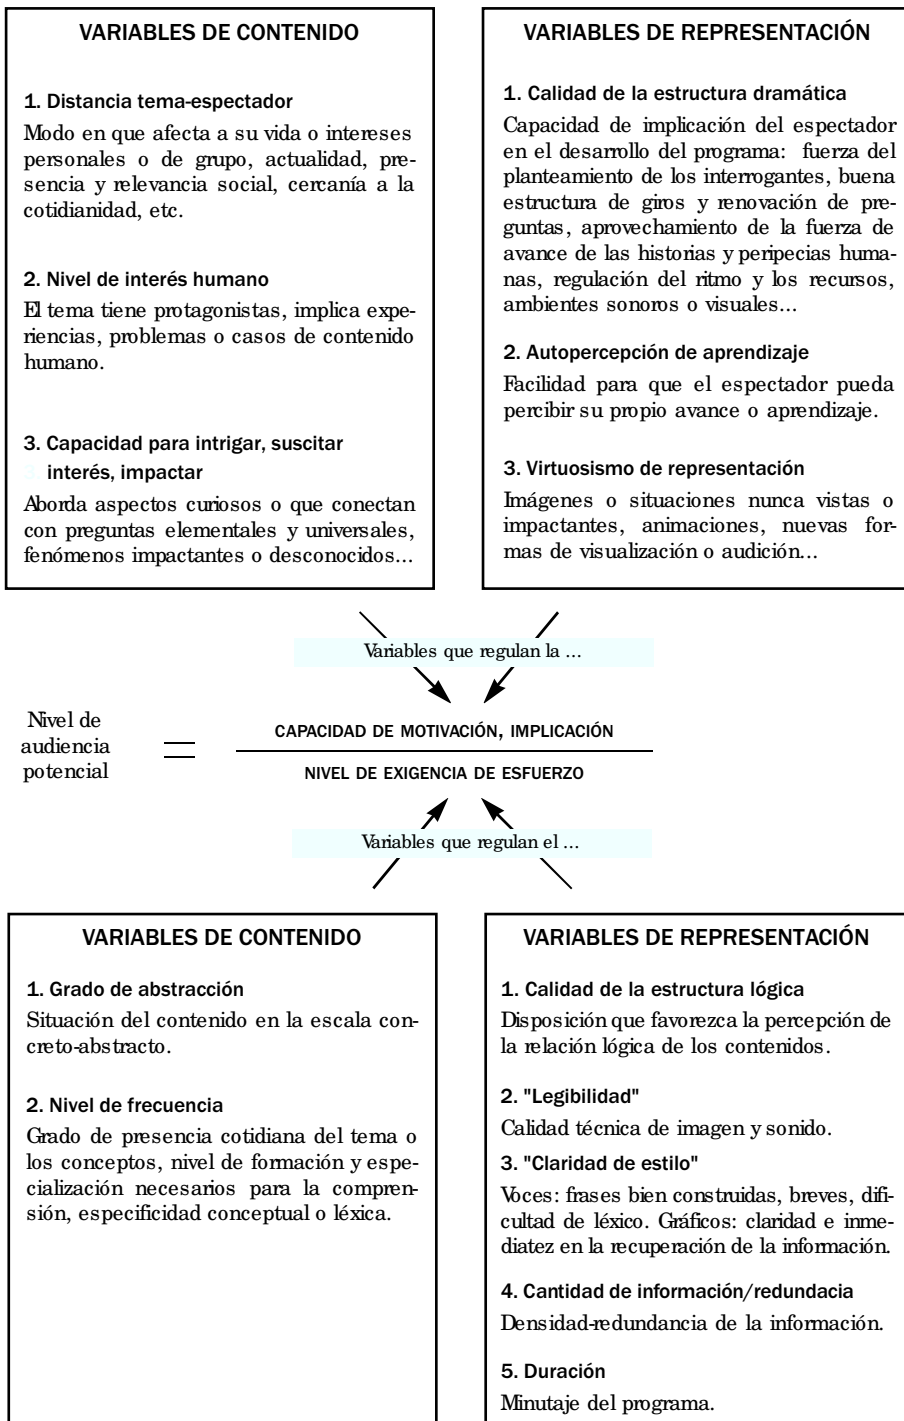 VARIABLES DE CONTENIDO
1. Distancia tema-espectador
Modo en que afecta a su vida o intereses
personales o de grupo, actualidad, pre-
sencia y relevancia social, cercanía a la
cotidianidad, etc.
2. Nivel de interés humano
El tema tiene protagonistas, implica expe-
riencias, problemas o casos de contenido
humano.
3. Capacidad para intrigar, suscitar
3. interés, impactar
Aborda aspectos curiosos o que conectan
con preguntas elementales y universales,
fenómenos impactantes o desconocidos...
VARIABLES DE REPRESENTACIÓN
1. Calidad de la estructura dramática
Capacidad de implicación del espectador
en el desarrollo del programa: fuerza del
planteamiento de los interrogantes, buena
estructura de giros y renovación de pre-
guntas, aprovechamiento de la fuerza de
avance de las historias y peripecias huma-
nas, regulación del ritmo y los recursos,
ambientes sonoros o visuales...
2. Autopercepción de aprendizaje
Facilidad para que el espectador pueda
percibir su propio avance o aprendizaje.
3. Virtuosismo de representación
Imágenes o situaciones nunca vistas o
impactantes, animaciones, nuevas for-
mas de visualización o audición...
Variables que regulan la ...
Nivel de
audiencia
potencial
=
CAPACIDAD DE MOTIVACIÓN, IMPLICACIÓN
NIVEL DE EXIGENCIA DE ESFUERZO
Variables que regulan el ...
VARIABLES DE CONTENIDO
1. Grado de abstracción
Situación del contenido en la escala con-
creto-abstracto.
2. Nivel de frecuencia
Grado de presencia cotidiana del tema o
los conceptos, nivel de formación y espe-
cialización necesarios para la compren-
sión, especificidad conceptual o léxica.
VARIABLES DE REPRESENTACIÓN
1. Calidad de la estructura lógica
Disposición que favorezca la percepción de
la relación lógica de los contenidos.
2. "Legibilidad"
Calidad técnica de imagen y sonido.
3. "Claridad de estilo"
Voces: frases bien construidas, breves, difi-
cultad de léxico. Gráficos: claridad e inme-
diatez en la recuperación de la información.
4. Cantidad de información/redundacia
Densidad-redundancia de la información.
5. Duración
Minutaje del programa.